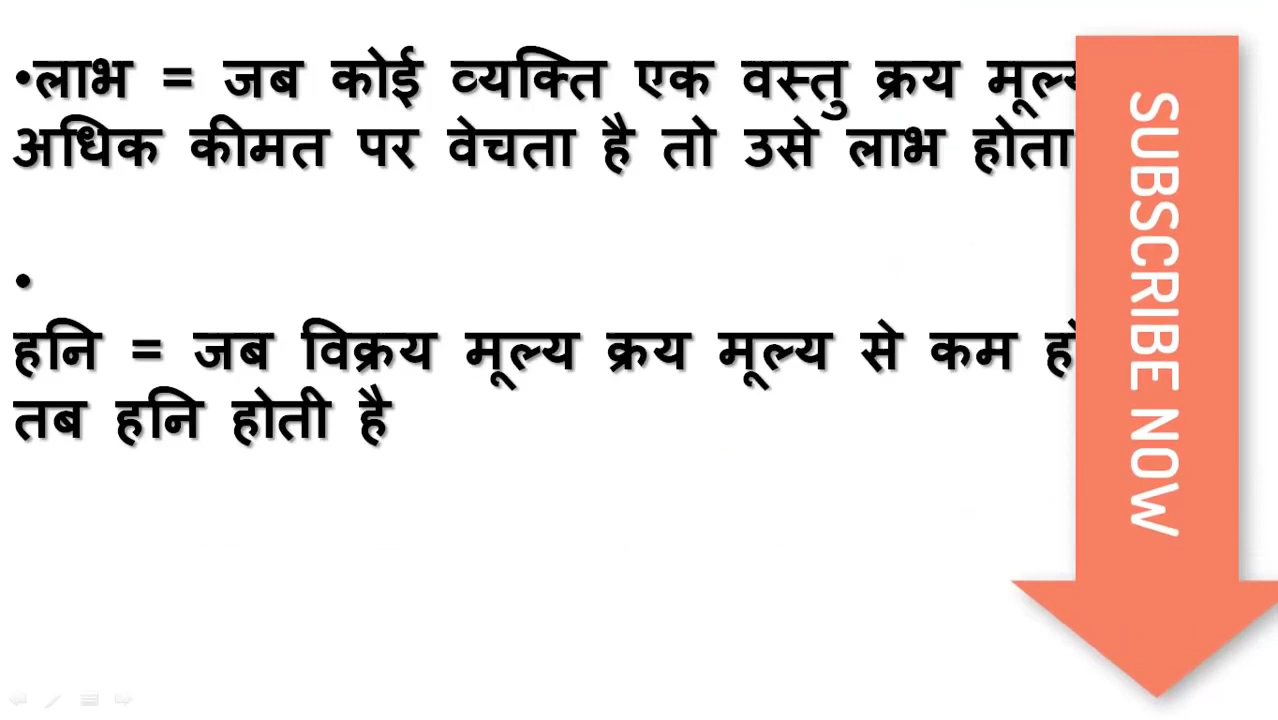 •लाभ = जब कोई व्यक्ति एक वस्तु क्रय
अधिक कीमत पर वेचता है तो उसे लाभ होता
•
हनि = जब विक्रय मूल्य क्रय मूल्य से कम
तब हनि होती है
SUBSCRIBE NOW